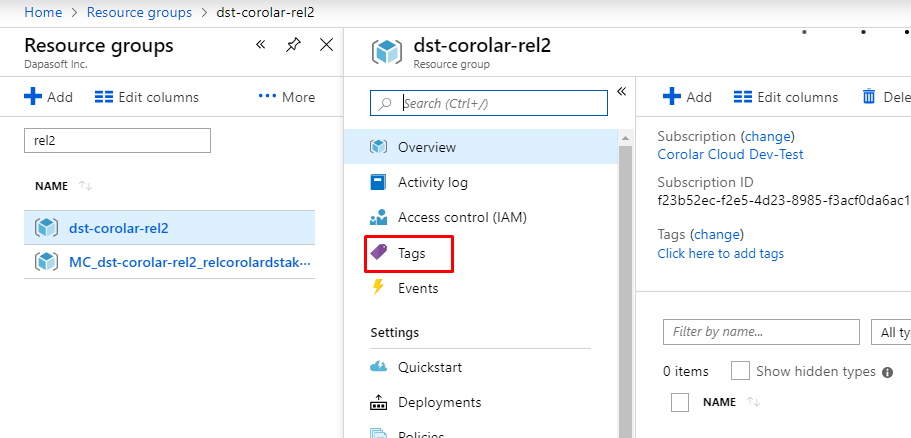 Home > Resource groups > dst-corolar-rel2
Resource groups
Dapasoft Inc.
Add Edit columns ··· More
rel2
NAME
dst-corolar-rel2
MC_dst-corolar-rel2_relcorolardstak···
dst-corolar-rel2
Resource group
Search (Ctrl+/)
Overview
Activity log
Access control (IAM)
Tags
Events
Settings
Quickstart
Deployments
Policies
Add Edit columns Dele
Subscription (change)
Corolar Cloud Dev-Test
Subscription ID
f23b52ec-f2e5-4d23-8985-f3acf0da6ac1
Tags (change)
Click here to add tags
Filter by name... All ty
0 items Show hidden types
NAME